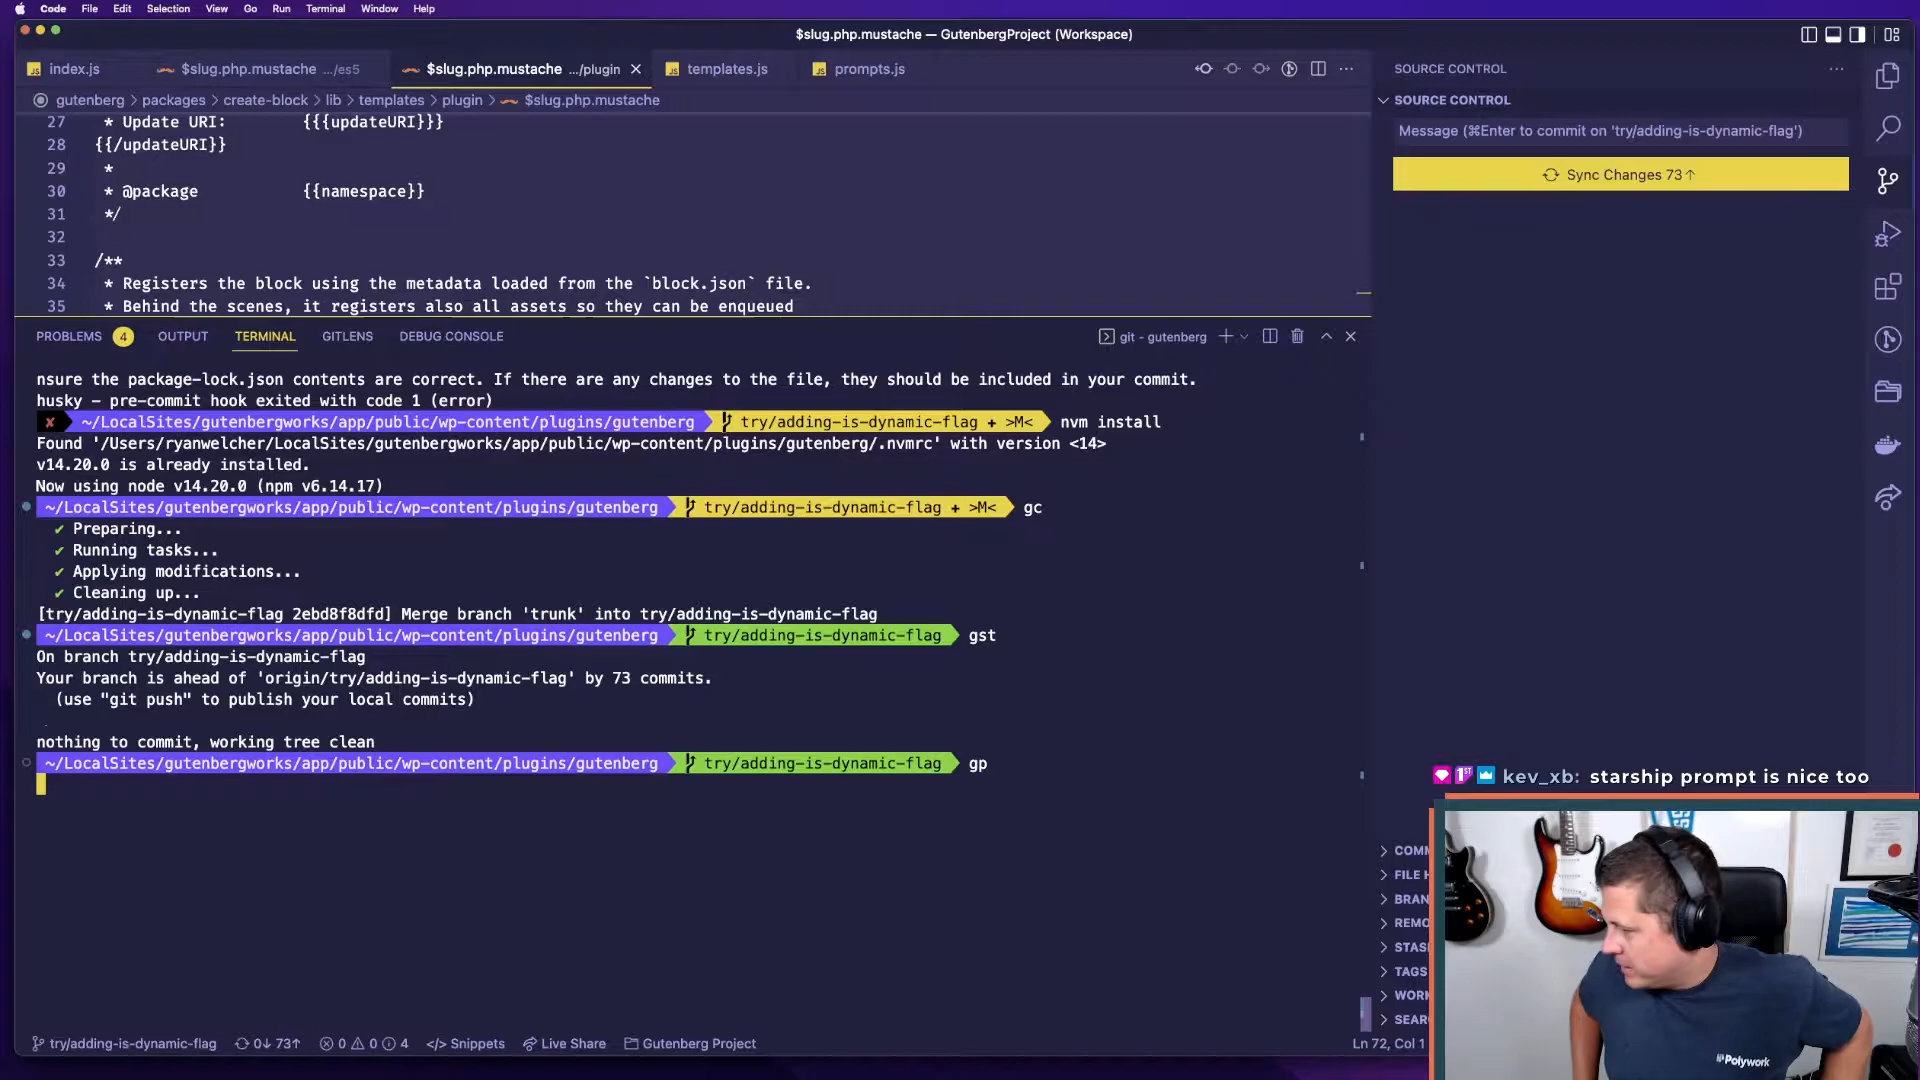 Code File Edit Selection View Go Run Terminal Window Help
$slug.php.mustache — GutenbergProject (Workspace)
index.js $slug.php.mustache .../es5 $slug.php.mustache .../plugin templates.js prompts.js
gutenberg > packages > create-block > lib > templates > plugin > $slug.php.mustache
27 * Update URI: {{{updateURI}}}
28 {{/updateURI}}
29 *
30 * @package {{namespace}}
31 */
32
33 /**
34 * Registers the block using the metadata loaded from the `block.json` file.
35 * Behind the scenes, it registers also all assets so they can be enqueued
PROBLEMS 4 OUTPUT TERMINAL GITLENS DEBUG CONSOLE
git - gutenberg
nsure the package-lock.json contents are correct. If there are any changes to the file, they should be included in your commit.
husky - pre-commit hook exited with code 1 (error)
✘ ~/LocalSites/gutenbergworks/app/public/wp-content/plugins/gutenberg try/adding-is-dynamic-flag + >M< nvm install
Found '/Users/ryanwelcher/LocalSites/gutenbergworks/app/public/wp-content/plugins/gutenberg/.nvmrc' with version <14>
v14.20.0 is already installed.
Now using node v14.20.0 (npm v6.14.17)
~/LocalSites/gutenbergworks/app/public/wp-content/plugins/gutenberg try/adding-is-dynamic-flag + >M< gc
✔ Preparing...
✔ Running tasks...
✔ Applying modifications...
✔ Cleaning up...
[try/adding-is-dynamic-flag 2ebd8f8dfd] Merge branch 'trunk' into try/adding-is-dynamic-flag
~/LocalSites/gutenbergworks/app/public/wp-content/plugins/gutenberg try/adding-is-dynamic-flag gst
On branch try/adding-is-dynamic-flag
Your branch is ahead of 'origin/try/adding-is-dynamic-flag' by 73 commits.
(use "git push" to publish your local commits)
nothing to commit, working tree clean
~/LocalSites/gutenbergworks/app/public/wp-content/plugins/gutenberg try/adding-is-dynamic-flag gp
try/adding-is-dynamic-flag 0↓ 73↑ 0 0 4 </> Snippets Live Share Gutenberg Project
Ln 72, Col 1
SOURCE CONTROL
SOURCE CONTROL
Message (⌘Enter to commit on 'try/adding-is-dynamic-flag')
Sync Changes 73↑
1ST kev_xb: starship prompt is nice too
COMM
FILE H
BRAN
REMO
STAS
TAGS
WORK
SEAR
Polywork